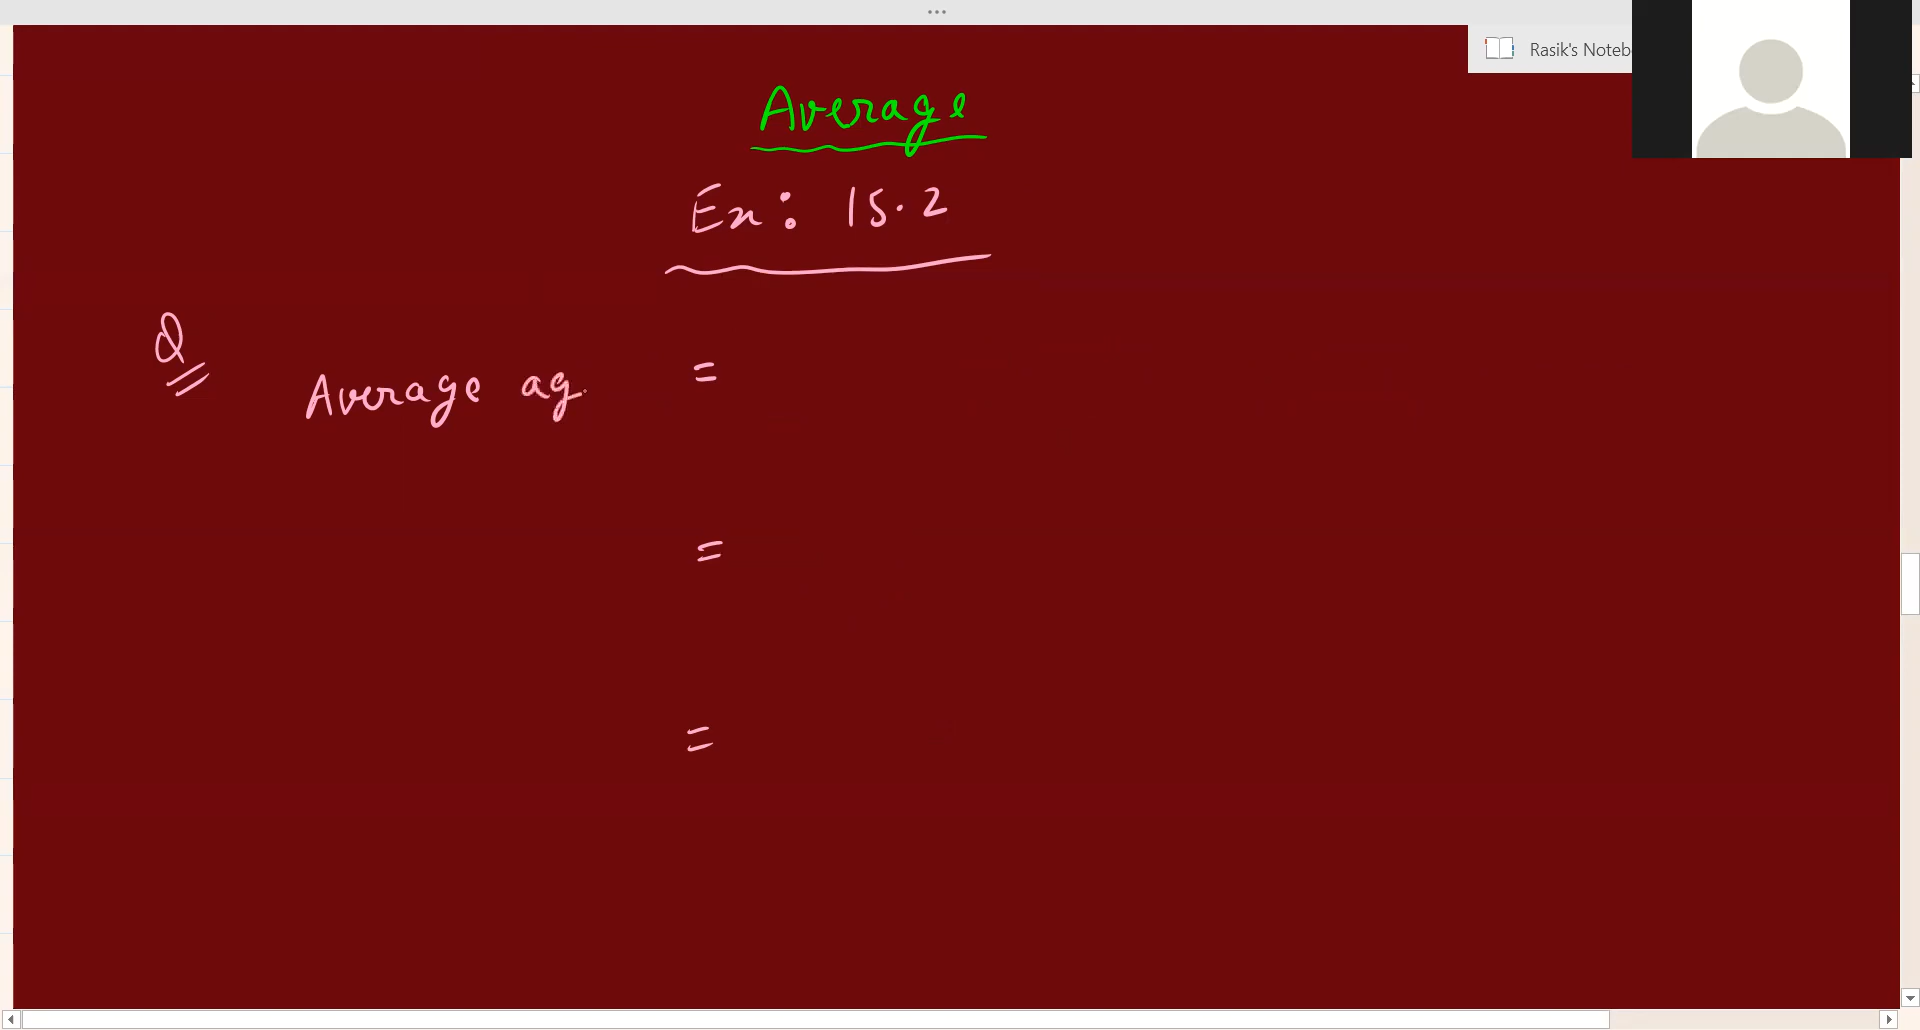 Rasik's Noteb
Average
Ex: 15.2
Q
Average ag =
=
=